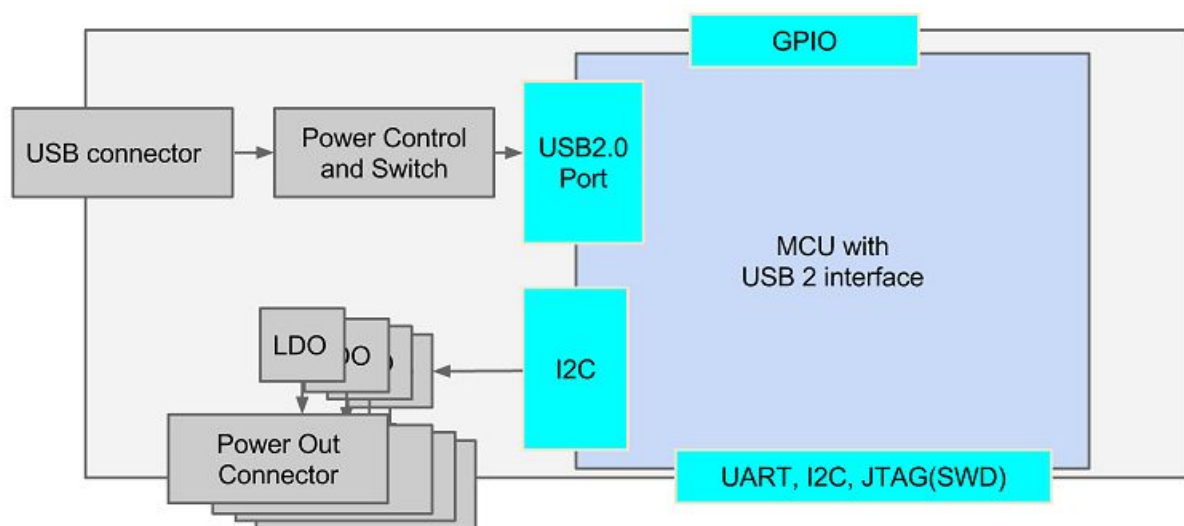 GPIO
USB connector
Power Control
and Switch
USB2.0
Port
MCU with
USB 2 interface
LDO
DO
I2C
Power Out
Connector
UART, I2C, JTAG(SWD)